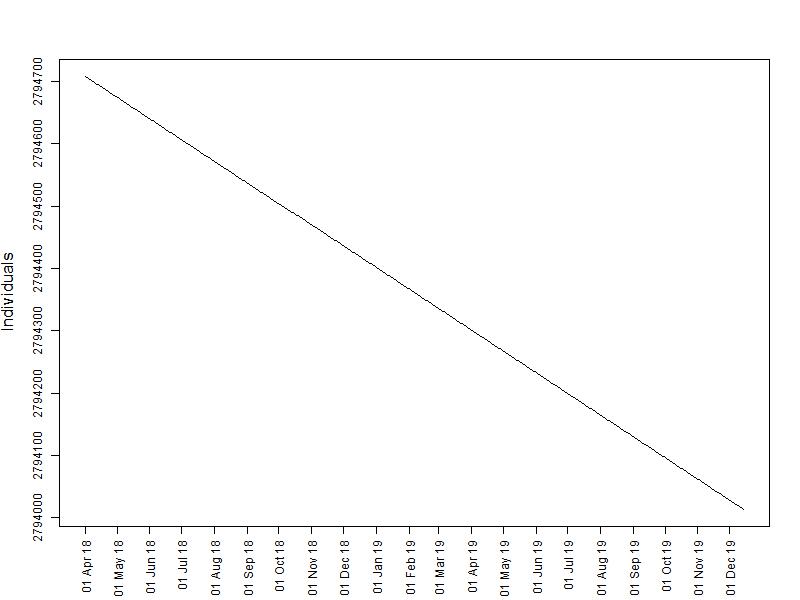 Individuals
2794700
2794600
2794500
2794400
2794300
2794200
2794100
2794000
01 Apr 18
01 May 18
01 Jun 18
01 Jul 18
01 Aug 18
01 Sep 18
01 Oct 18
01 Nov 18
01 Dec 18
01 Jan 19
01 Feb 19
01 Mar 19
01 Apr 19
01 May 19
01 Jun 19
01 Jul 19
01 Aug 19
01 Sep 19
01 Oct 19
01 Nov 19
01 Dec 19